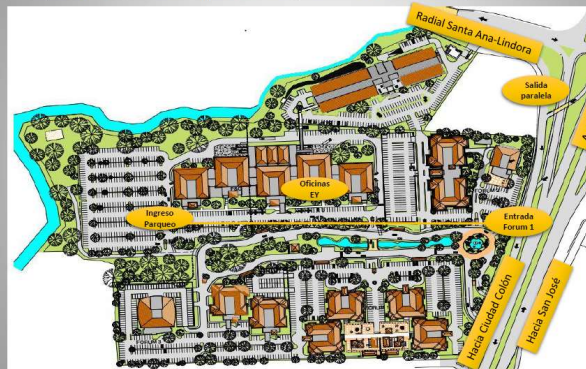 Radial Santa Ana-Lindora
Salida
paralela
Oficinas
EY
Ingreso
Parqueo
Entrada
Forum 1
Hacia Ciudad Colón
Hacia San José